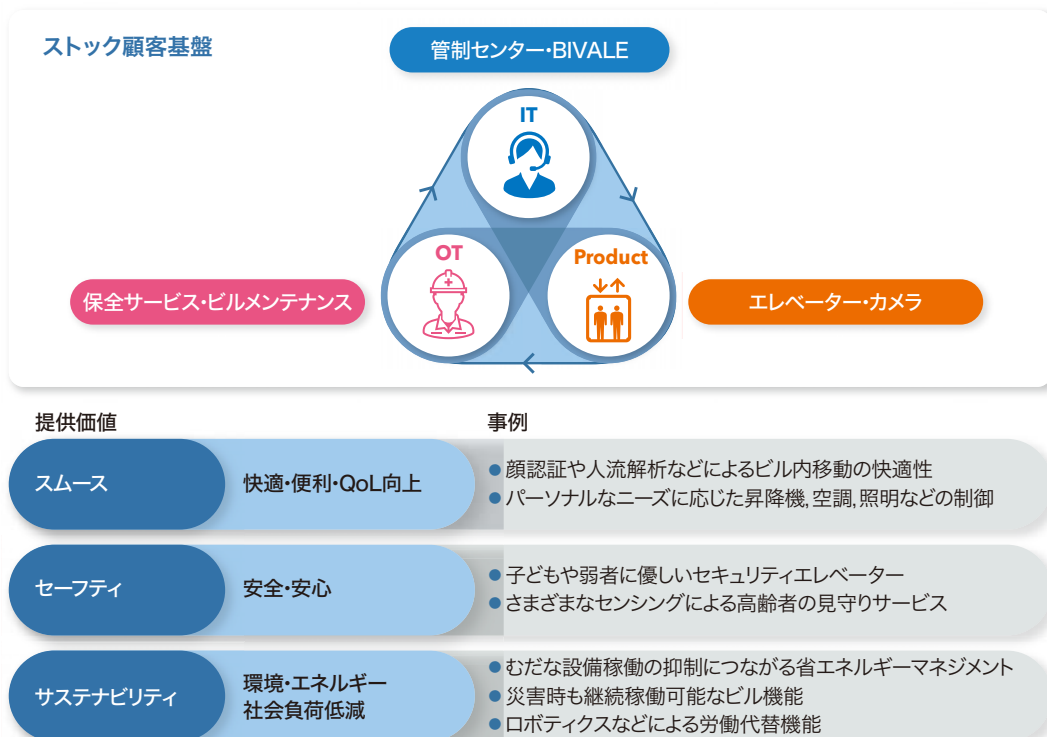 ストック顧客基盤
管制センター・BIVALE
IT
OT
Product
保全サービス・ビルメンテナンス
エレベーター・カメラ
提供価値
事例
スムース
快適・便利・QoL向上
●顔認証や人流解析などによるビル内移動の快適性
●パーソナルなニーズに応じた昇降機,空調,照明などの制御
セーフティ
安全・安心
●子どもや弱者に優しいセキュリティエレベーター
●さまざまなセンシングによる高齢者の見守りサービス
サステナビリティ
環境・エネルギー
社会負荷低減
●むだな設備稼働の抑制につながる省エネルギーマネジメント
●災害時も継続稼働可能なビル機能
●ロボティクスなどによる労働代替機能